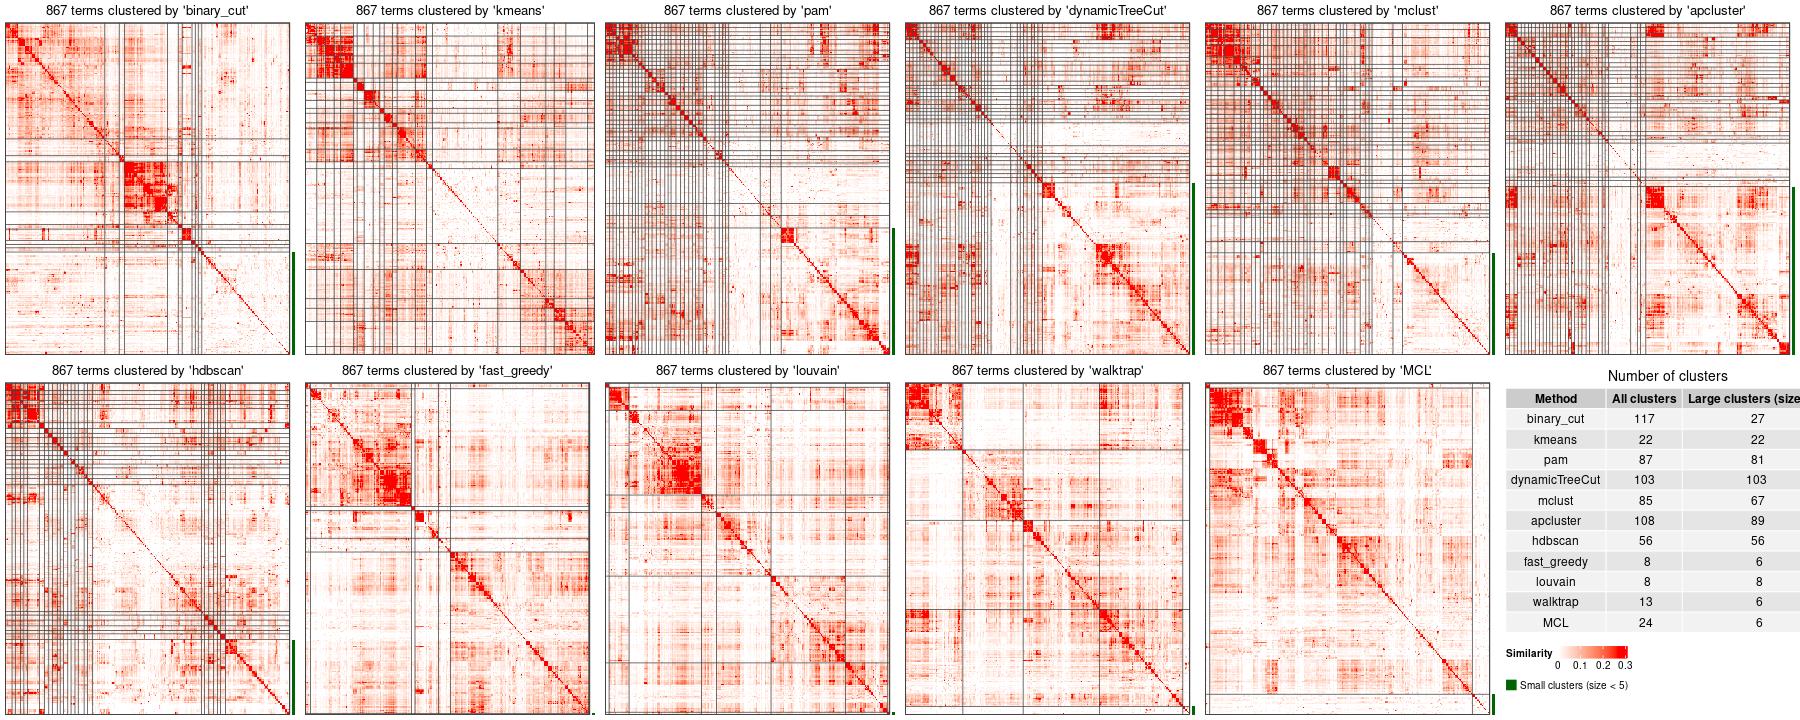 867 terms clustered by 'binary_cut'
867 terms clustered by 'kmeans'
867 terms clustered by 'pam'
867 terms clustered by 'dynamicTreeCut'
867 terms clustered by 'mclust'
867 terms clustered by 'apcluster'
867 terms clustered by 'hdbscan'
867 terms clustered by 'fast_greedy'
867 terms clustered by 'louvain'
867 terms clustered by 'walktrap'
867 terms clustered by 'MCL'
Number of clusters
Method All clusters Large clusters (size
binary_cut 117 27
kmeans 22 22
pam 87 81
dynamicTreeCut 103 103
mclust 85 67
apcluster 108 89
hdbscan 56 56
fast_greedy 8 6
louvain 8 8
walktrap 13 6
MCL 24 6
Similarity
0 0.1 0.2 0.3
Small clusters (size < 5)